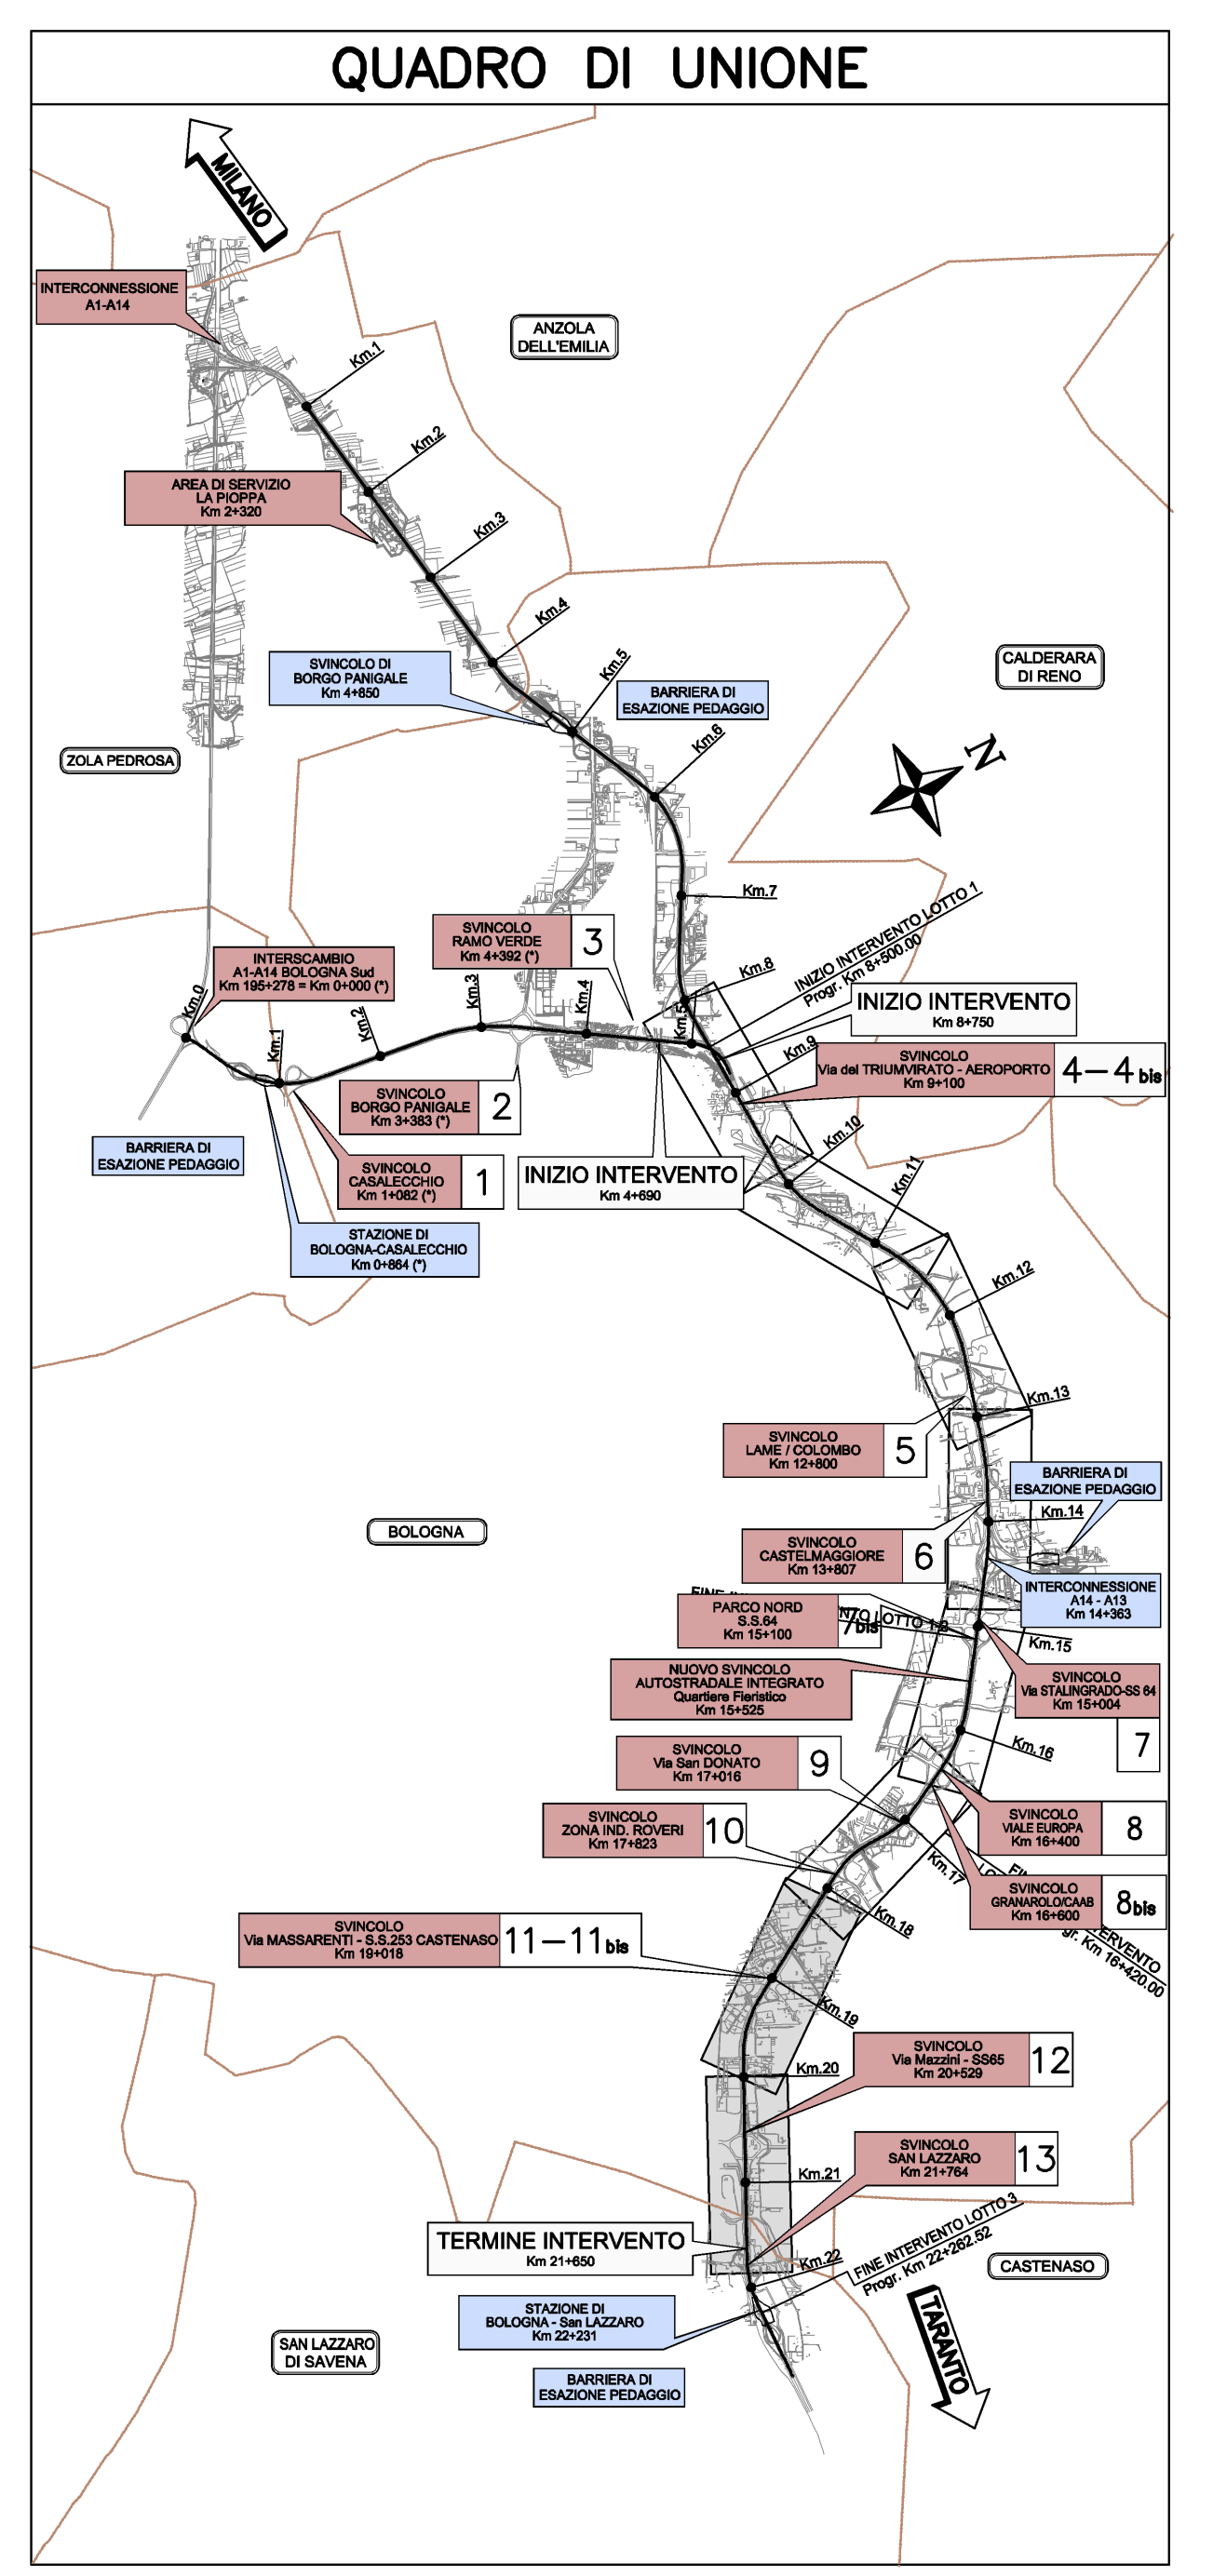 QUADRO DI UNIONE
MILANO
INTERCONNESSIONE
A1-A14
ANZOLA
DELL'EMILIA
Km.1
Km.2
AREA DI SERVIZIO
LA PIOPPA
Km 2+320
Km.3
Km.4
SVINCOLO DI
BORGO PANIGALE
Km 4+850
Km.5
BARRIERA DI
ESAZIONE PEDAGGIO
CALDERARA
DI RENO
Km.6
ZOLA PEDROSA
N
Km.7
SVINCOLO
RAMO VERDE
Km 4+392 (*)
3
INIZIO INTERVENTO LOTTO 1
Progr. Km 8+500.00
INTERSCAMBIO
A1-A14 BOLOGNA Sud
Km 195+278 = Km 0+000 (*)
Km.8
Km.0
Km.1
Km.2
Km.3
Km.4
Km.5
INIZIO INTERVENTO
Km 8+750
Km.9
SVINCOLO
Via del TRIUMVIRATO - AEROPORTO
Km 9+100
4-4 bis
SVINCOLO
BORGO PANIGALE
Km 3+383 (*)
2
BARRIERA DI
ESAZIONE PEDAGGIO
SVINCOLO
CASALECCHIO
Km 1+082 (*)
1
INIZIO INTERVENTO
Km 4+690
Km.10
Km.11
STAZIONE DI
BOLOGNA-CASALECCHIO
Km 0+864 (*)
Km.12
Km.13
SVINCOLO
LAME / COLOMBO
Km 12+800
5
BARRIERA DI
ESAZIONE PEDAGGIO
Km.14
BOLOGNA
SVINCOLO
CASTELMAGGIORE
Km 13+807
6
INTERCONNESSIONE
A14 - A13
Km 14+363
PARCO NORD
S.S.64
Km 15+100
7bis
Km.15
NUOVO SVINCOLO
AUTOSTRADALE INTEGRATO
Quartiere Fieristico
Km 15+525
SVINCOLO
Via STALINGRADO-SS 64
Km 15+004
7
Km.16
SVINCOLO
Via San DONATO
Km 17+016
9
SVINCOLO
ZONA IND. ROVERI
Km 17+823
10
SVINCOLO
VIALE EUROPA
Km 16+400
8
Km.17
SVINCOLO
GRANAROLO/CAAB
Km 16+600
8bis
Km 16+420.00
Km.18
SVINCOLO
Via MASSARENTI - S.S.253 CASTENASO
Km 19+018
11-11 bis
Km.19
SVINCOLO
Via Mazzini - SS65
Km 20+529
12
Km.20
SVINCOLO
SAN LAZZARO
Km 21+764
13
Km.21
TERMINE INTERVENTO
Km 21+650
Km.22
FINE INTERVENTO LOTTO 3
Progr. Km 22+262.52
CASTENASO
STAZIONE DI
BOLOGNA - San LAZZARO
Km 22+231
SAN LAZZARO
DI SAVENA
BARRIERA DI
ESAZIONE PEDAGGIO
TARANTO